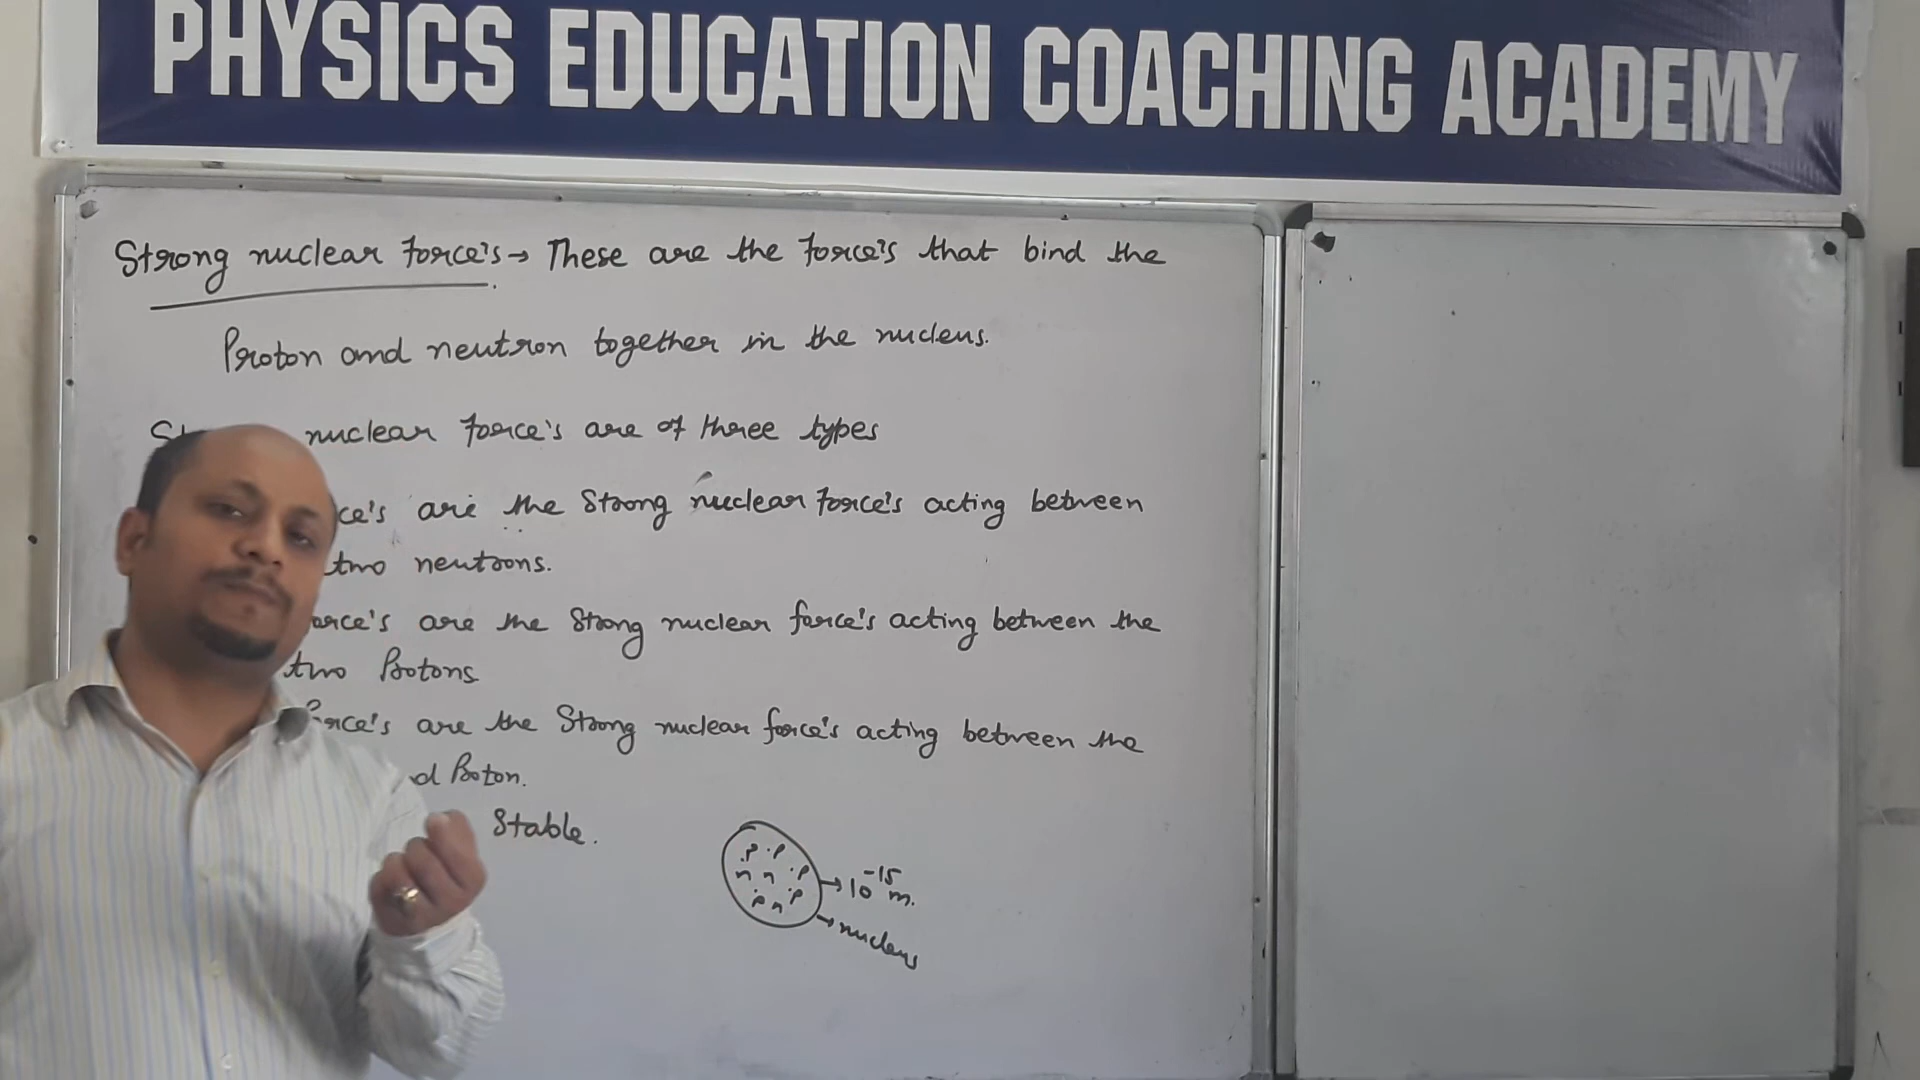 PHYSICS EDUCATION COACHING ACADEMY
Strong nuclear force's → These are the force's that bind the
Proton and neutron together in the nucleus.
nuclear force's are of three types
ce's are the Strong nuclear force's acting between
two neutrons.
orce's are the Strong nuclear force's acting between the
two Protons
force's are the Strong nuclear force's acting between the
nd Proton.
Stable.
p p
n n p
p n p
→ 10⁻¹⁵ m.
→ nucleus